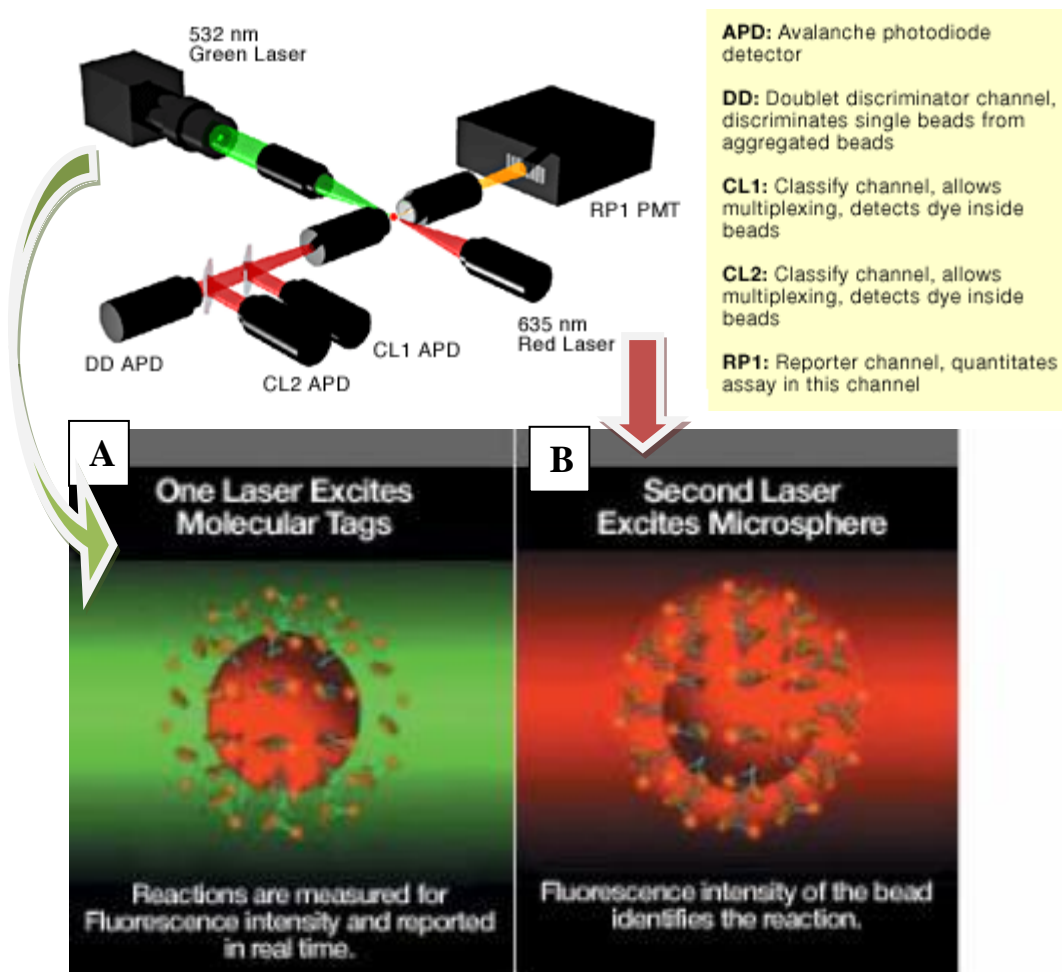 532 nm
Green Laser
RP1 PMT
635 nm
Red Laser
CL1 APD
CL2 APD
DD APD
APD: Avalanche photodiode
detector
DD: Doublet discriminator channel,
discriminates single beads from
aggregated beads
CL1: Classify channel, allows
multiplexing, detects dye inside
beads
CL2: Classify channel, allows
multiplexing, detects dye inside
beads
RP1: Reporter channel, quantitates
assay in this channel
A
One Laser Excites
Molecular Tags
Reactions are measured for
Fluorescence intensity and reported
in real time.
B
Second Laser
Excites Microsphere
Fluorescence intensity of the bead
identifies the reaction.